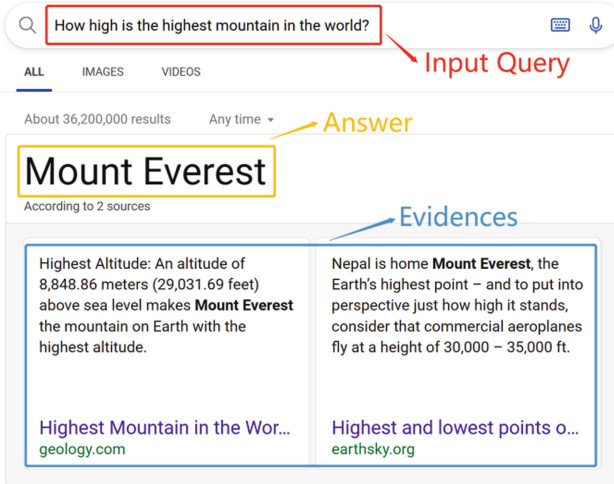 How high is the highest mountain in the world?
Input Query
ALL IMAGES VIDEOS
About 36,200,000 results Any time
Answer
Mount Everest
According to 2 sources
Evidences
Highest Altitude: An altitude of
8,848.86 meters (29,031.69 feet)
above sea level makes Mount Everest
the mountain on Earth with the
highest altitude.
Highest Mountain in the Wor...
geology.com
Nepal is home Mount Everest, the
Earth's highest point – and to put into
perspective just how high it stands,
consider that commercial aeroplanes
fly at a height of 30,000 – 35,000 ft.
Highest and lowest points o...
earthsky.org